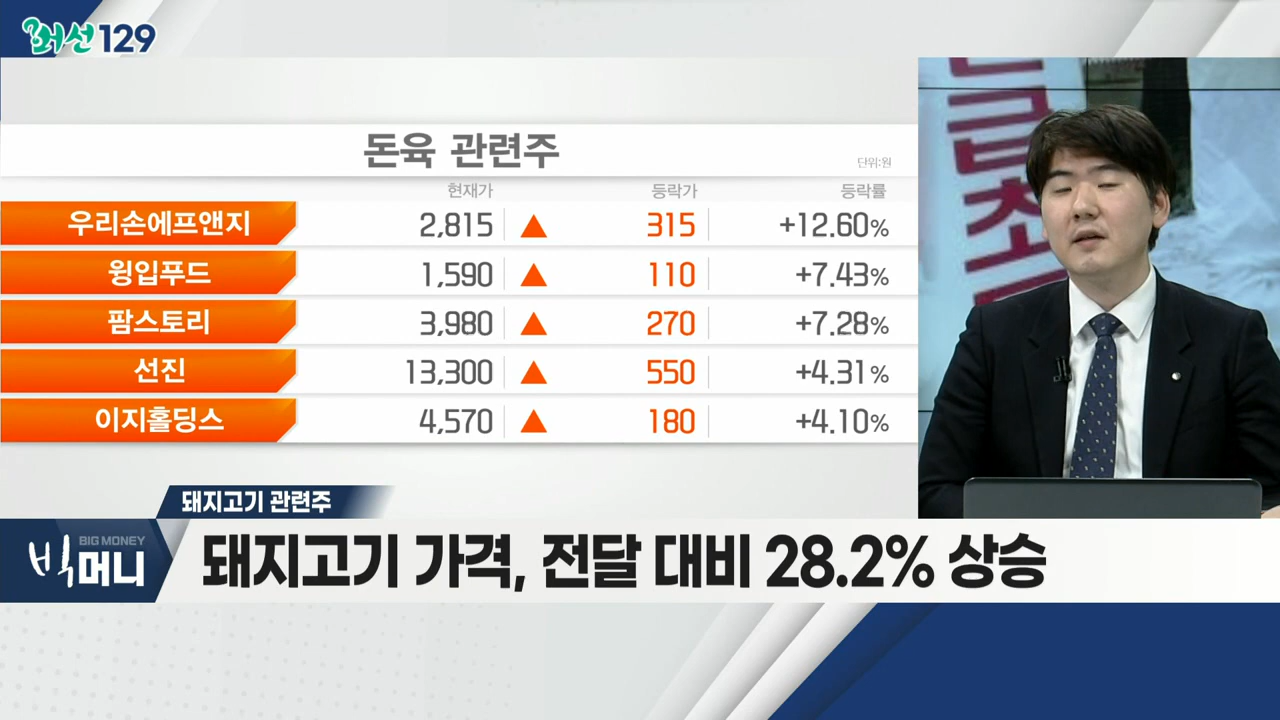 머선129
돈육 관련주
단위:원
현재가 등락가 등락률
우리손에프앤지 2,815 ▲ 315 +12.60%
윙입푸드 1,590 ▲ 110 +7.43%
팜스토리 3,980 ▲ 270 +7.28%
선진 13,300 ▲ 550 +4.31%
이지홀딩스 4,570 ▲ 180 +4.10%
급
돼지고기 관련주
BIG MONEY
빅머니
돼지고기 가격, 전달 대비 28.2% 상승